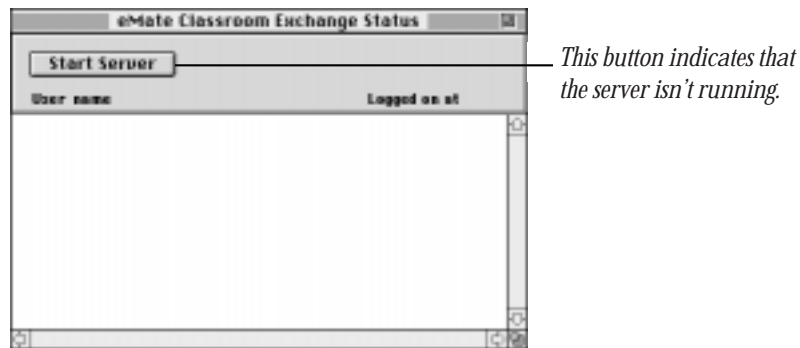 eMate Classroom Exchange Status
Start Server
This button indicates that
the server isn't running.
User name
Logged on at